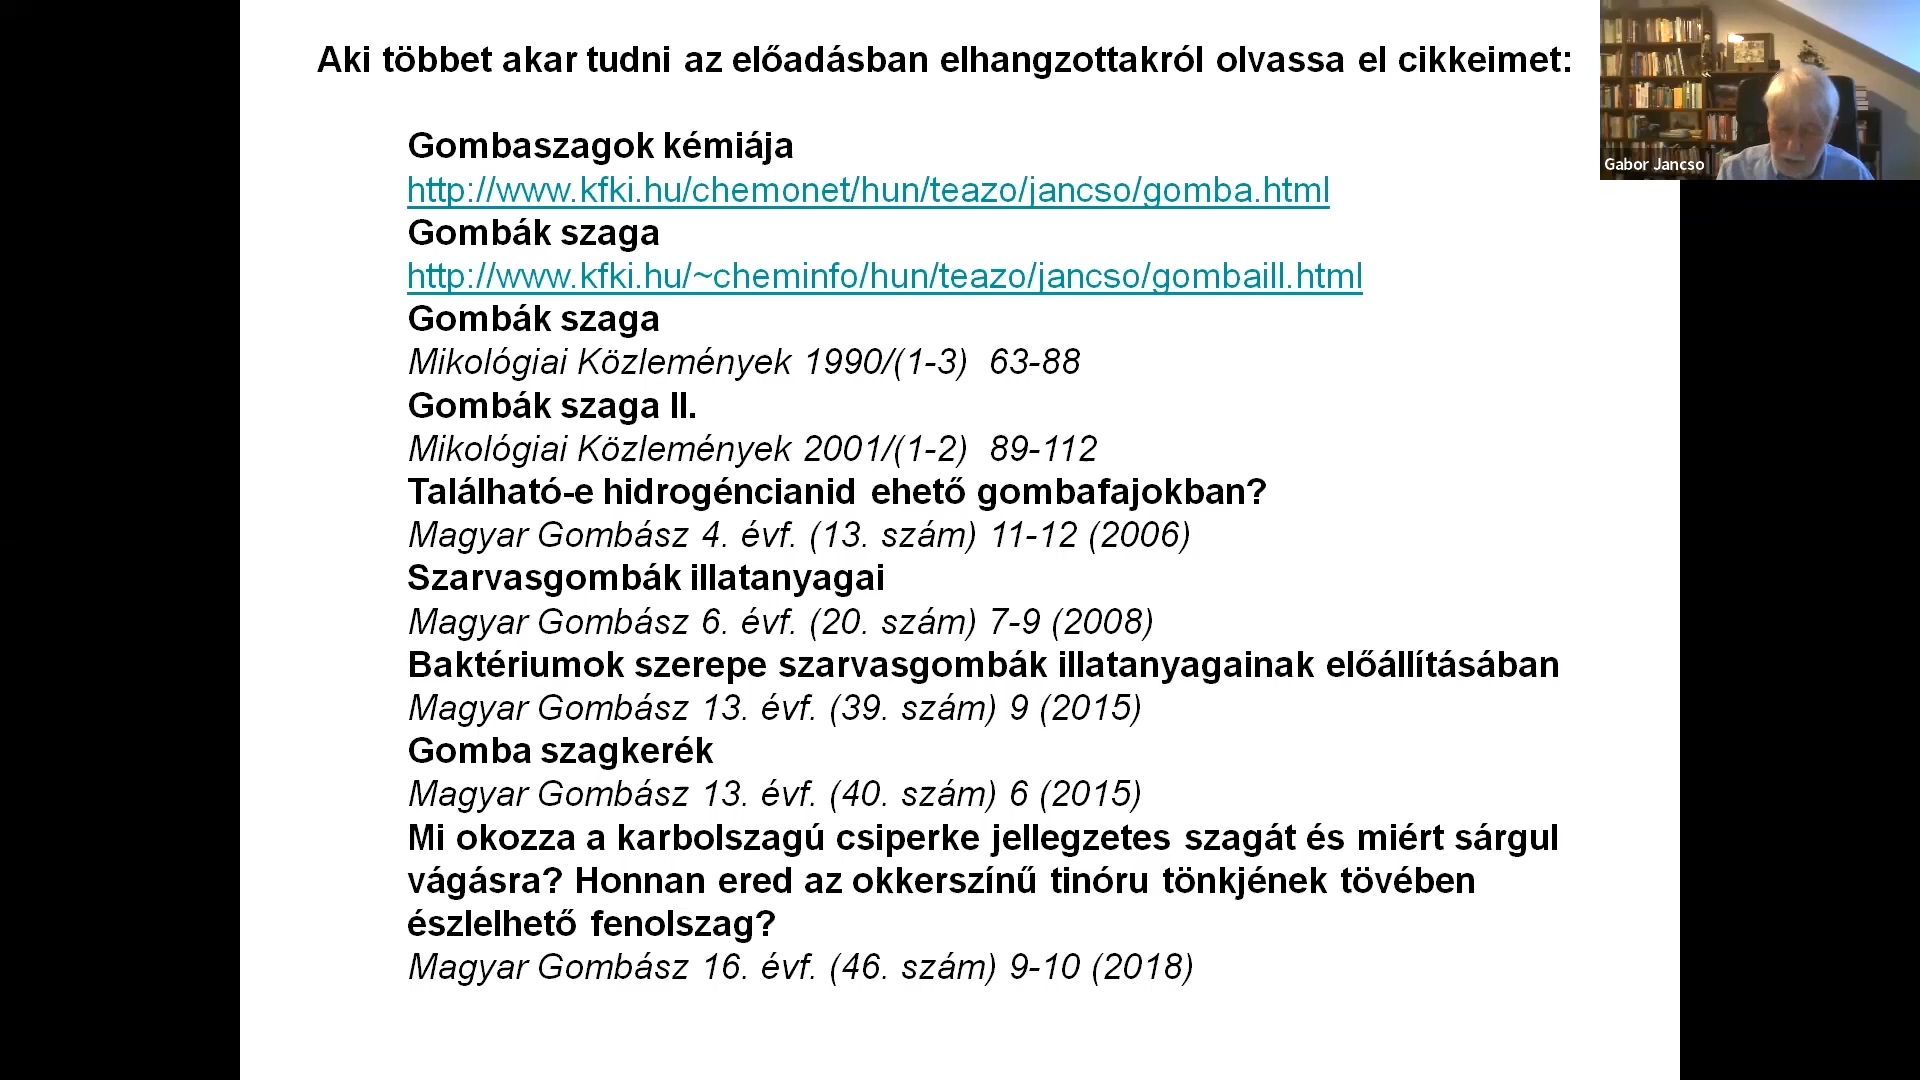 Aki többet akar tudni az előadásban elhangzottakról olvassa el cikkeimet:
Gombaszagok kémiája
http://www.kfki.hu/chemonet/hun/teazo/jancso/gomba.html
Gombák szaga
http://www.kfki.hu/~cheminfo/hun/teazo/jancso/gombaill.html
Gombák szaga
Mikológiai Közlemények 1990/(1-3) 63-88
Gombák szaga II.
Mikológiai Közlemények 2001/(1-2) 89-112
Található-e hidrogéncianid ehető gombafajokban?
Magyar Gombász 4. évf. (13. szám) 11-12 (2006)
Szarvasgombák illatanyagai
Magyar Gombász 6. évf. (20. szám) 7-9 (2008)
Baktériumok szerepe szarvasgombák illatanyagainak előállításában
Magyar Gombász 13. évf. (39. szám) 9 (2015)
Gomba szagkerék
Magyar Gombász 13. évf. (40. szám) 6 (2015)
Mi okozza a karbolszagú csiperke jellegzetes szagát és miért sárgul
vágásra? Honnan ered az okkerszínű tinóru tönkjének tövében
észlelhető fenolszag?
Magyar Gombász 16. évf. (46. szám) 9-10 (2018)
Gabor Jancso